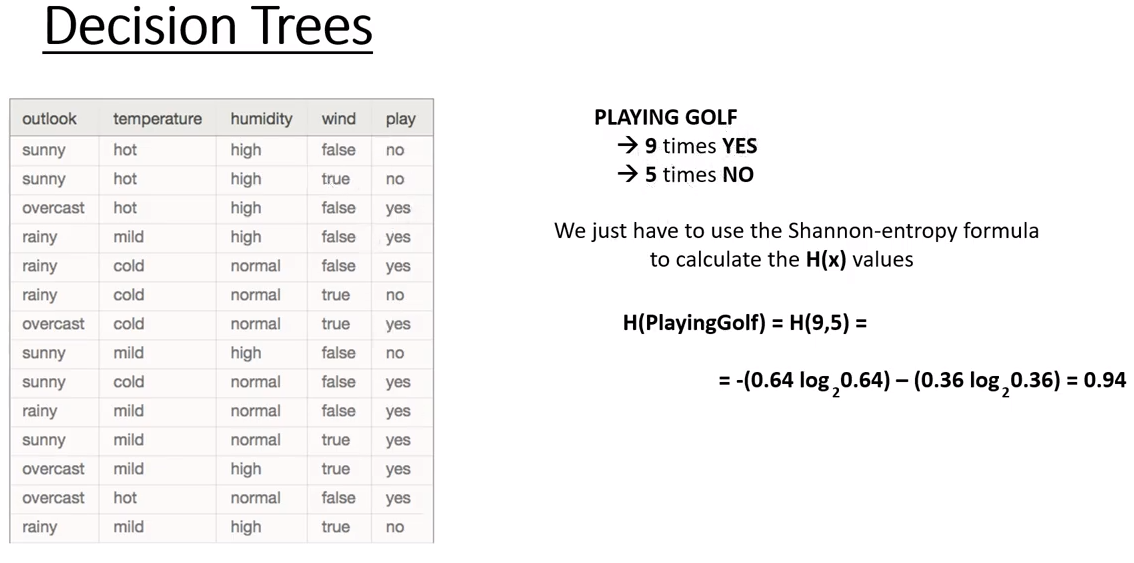 Decision Trees
outlook temperature humidity wind play
sunny hot high false no
sunny hot high true no
overcast hot high false yes
rainy mild high false yes
rainy cold normal false yes
rainy cold normal true no
overcast cold normal true yes
sunny mild high false no
sunny cold normal false yes
rainy mild normal false yes
sunny mild normal true yes
overcast mild high true yes
overcast hot normal false yes
rainy mild high true no
PLAYING GOLF
→ 9 times YES
→ 5 times NO
We just have to use the Shannon-entropy formula
to calculate the H(x) values
H(PlayingGolf) = H(9,5) =
= -(0.64 log₂0.64) – (0.36 log₂0.36) = 0.94